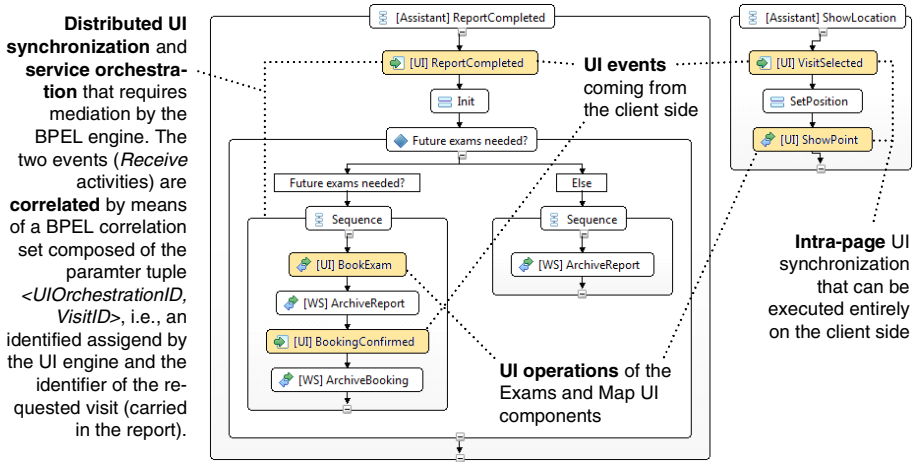 Distributed UI
synchronization and
service orchestra-
tion that requires
mediation by the
BPEL engine. The
two events (Receive
activities) are
correlated by means
of a BPEL correlation
set composed of the
paramter tuple
<UIOrchestrationID,
VisitID>, i.e., an
identified assigend by
the UI engine and the
identifier of the re-
quested visit (carried
in the report).
[Assistant] ReportCompleted
[UI] ReportCompleted
Init
Future exams needed?
Future exams needed?
Else
Sequence
[UI] BookExam
[WS] ArchiveReport
[UI] BookingConfirmed
[WS] ArchiveBooking
Sequence
[WS] ArchiveReport
UI events
coming from
the client side
UI operations of the
Exams and Map UI
components
[Assistant] ShowLocation
[UI] VisitSelected
SetPosition
[UI] ShowPoint
Intra-page UI
synchronization
that can be
executed entirely
on the client side